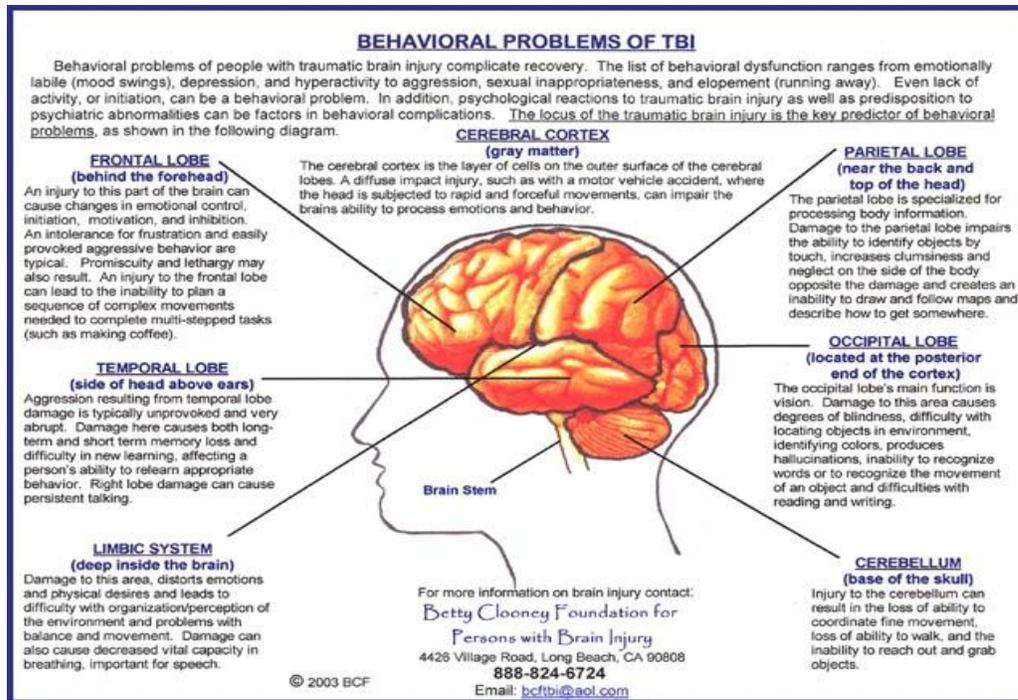 BEHAVIORAL PROBLEMS OF TBI
Behavioral problems of people with traumatic brain injury complicate recovery. The list of behavioral dysfunction ranges from emotionally
labile (mood swings), depression, and hyperactivity to aggression, sexual inappropriateness, and elopement (running away). Even lack of
activity, or initiation, can be a behavioral problem. In addition, psychological reactions to traumatic brain injury as well as predisposition to
psychiatric abnormalities can be factors in behavioral complications. The locus of the traumatic brain injury is the key predictor of behavioral
problems, as shown in the following diagram.
CEREBRAL CORTEX
(gray matter)
The cerebral cortex is the layer of cells on the outer surface of the cerebral
lobes. A diffuse impact injury, such as with a motor vehicle accident, where
the head is subjected to rapid and forceful movements, can impair the
brains ability to process emotions and behavior.
FRONTAL LOBE
(behind the forehead)
An injury to this part of the brain can
cause changes in emotional control,
initiation, motivation, and inhibition.
An intolerance for frustration and easily
provoked aggressive behavior are
typical. Promiscuity and lethargy may
also result. An injury to the frontal lobe
can lead to the inability to plan a
sequence of complex movements
needed to complete multi-stepped tasks
(such as making coffee).
PARIETAL LOBE
(near the back and
top of the head)
The parietal lobe is specialized for
processing body information.
Damage to the parietal lobe impairs
the ability to identify objects by
touch, increases clumsiness and
neglect on the side of the body
opposite the damage and creates an
inability to draw and follow maps and
describe how to get somewhere.
TEMPORAL LOBE
(side of head above ears)
Aggression resulting from temporal lobe
damage is typically unprovoked and very
abrupt. Damage here causes both long-
term and short term memory loss and
difficulty in new learning, affecting a
person's ability to relearn appropriate
behavior. Right lobe damage can cause
persistent talking.
OCCIPITAL LOBE
(located at the posterior
end of the cortex)
The occipital lobe's main function is
vision. Damage to this area causes
degrees of blindness, difficulty with
locating objects in environment,
identifying colors, produces
hallucinations, inability to recognize
words or to recognize the movement
of an object and difficulties with
reading and writing.
Brain Stem
LIMBIC SYSTEM
(deep inside the brain)
Damage to this area, distorts emotions
and physical desires and leads to
difficulty with organization/perception of
the environment and problems with
balance and movement. Damage can
also cause decreased vital capacity in
breathing, important for speech.
CEREBELLUM
(base of the skull)
Injury to the cerebellum can
result in the loss of ability to
coordinate fine movement,
loss of ability to walk, and the
inability to reach out and grab
objects.
For more information on brain injury contact:
Betty Clooney Foundation for
Persons with Brain Injury
4426 Village Road, Long Beach, CA 90808
888-824-6724
Email: bcftbi@aol.com
© 2003 BCF